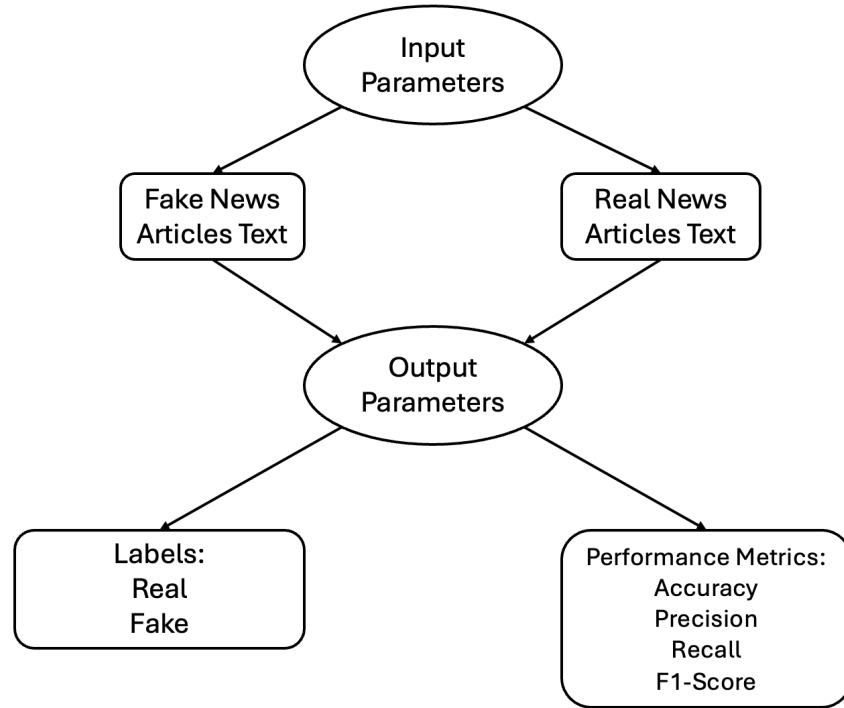 Input
Parameters
Fake News
Articles Text
Real News
Articles Text
Output
Parameters
Labels:
Real
Fake
Performance Metrics:
Accuracy
Precision
Recall
F1-Score